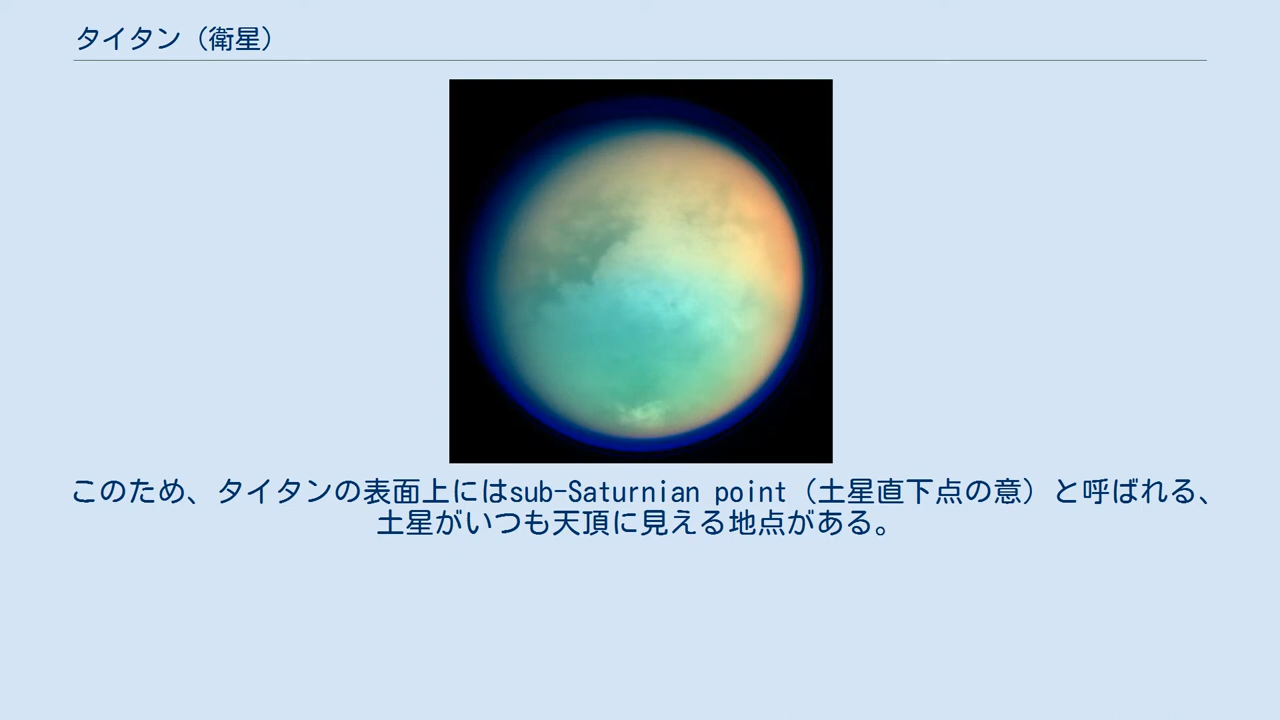 タイタン（衛星）
このため、タイタンの表面上にはsub-Saturnian point（土星直下点の意）と呼ばれる、
土星がいつも天頂に見える地点がある。